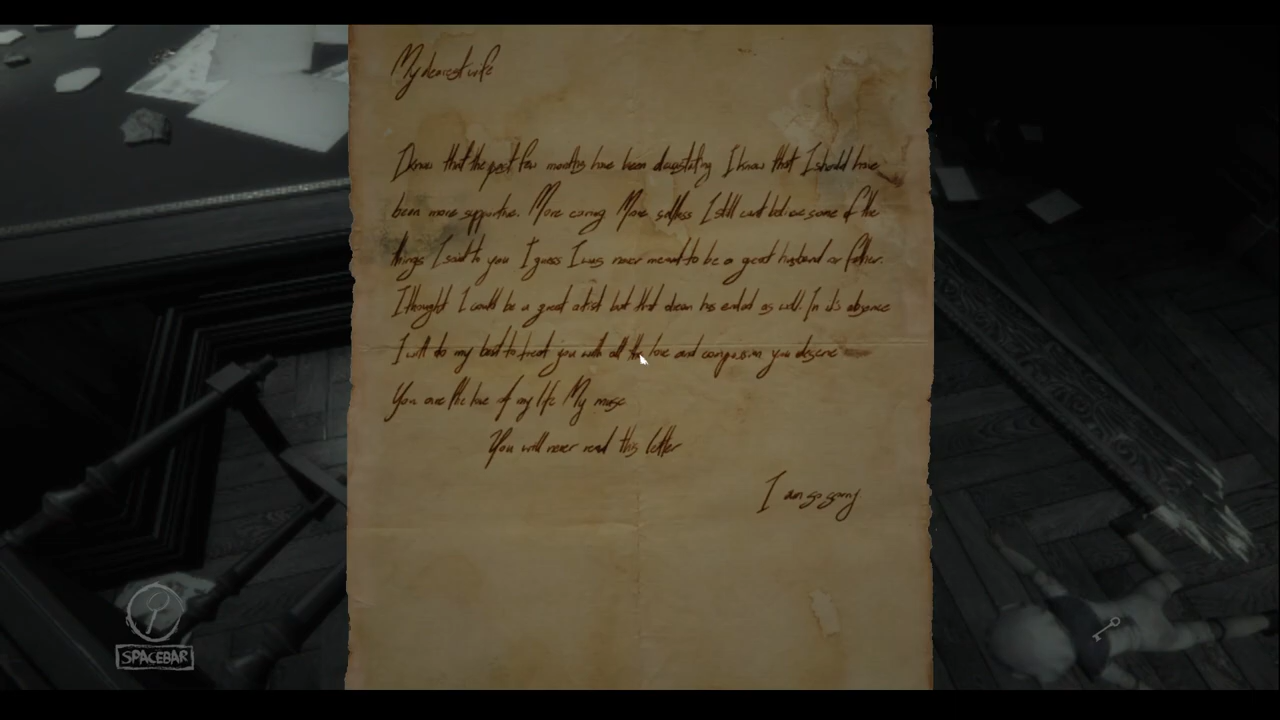 My dearest wife
I know that the past few months have been devastating I know that I should have
been more supportive. More caring More selfless I still can't believe some of the
things I said to you I guess I was never meant to be a great husband or father.
I thought I could be a great artist but that dream has ended as well. In it's absence
I will do my best to treat you with all the love and compassion you deserve
You are the love of my life My muse
You will never read this letter
I am so sorry
SPACEBAR